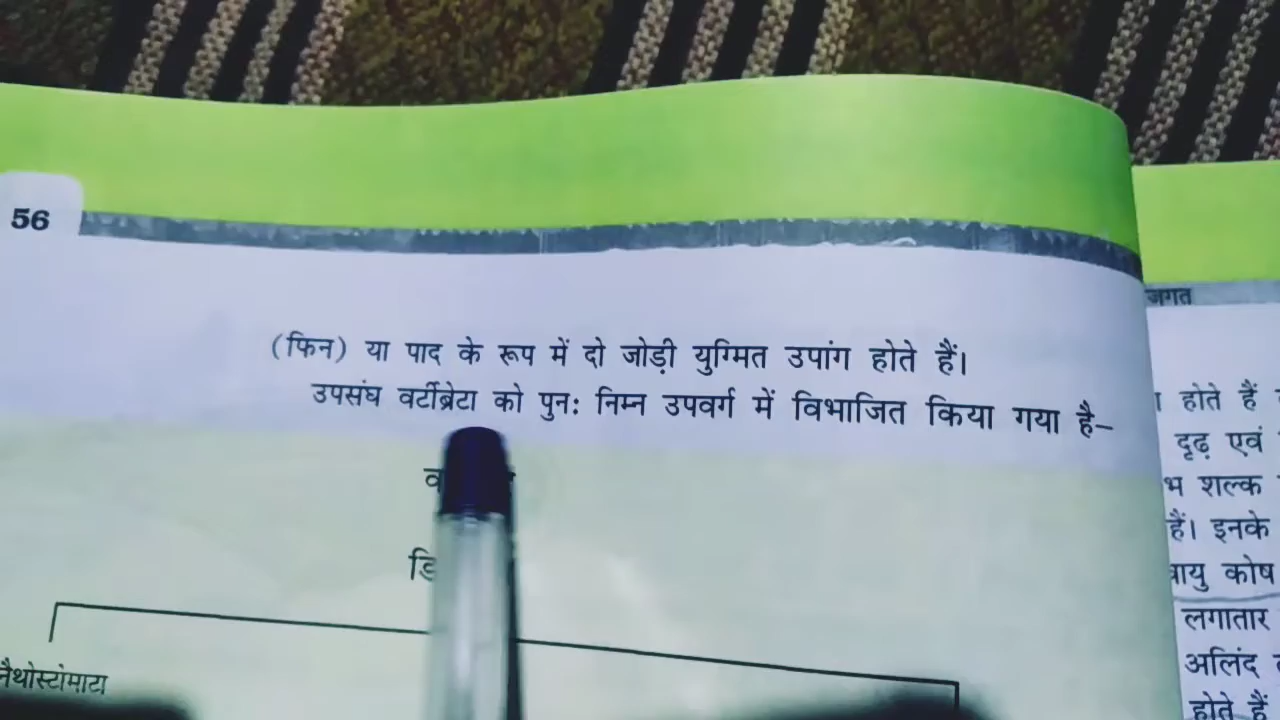 56
(फिन) या पाद के रूप में दो जोड़ी युग्मित उपांग होते हैं।
उपसंघ वर्टीब्रेटा को पुन: निम्न उपवर्ग में विभाजित किया गया है–
नैथोस्टोमाटा
जगत
होते हैं
दृढ़ एवं
शल्क
हैं। इनके
वायु कोष
लगातार
अलिंद
होते हैं